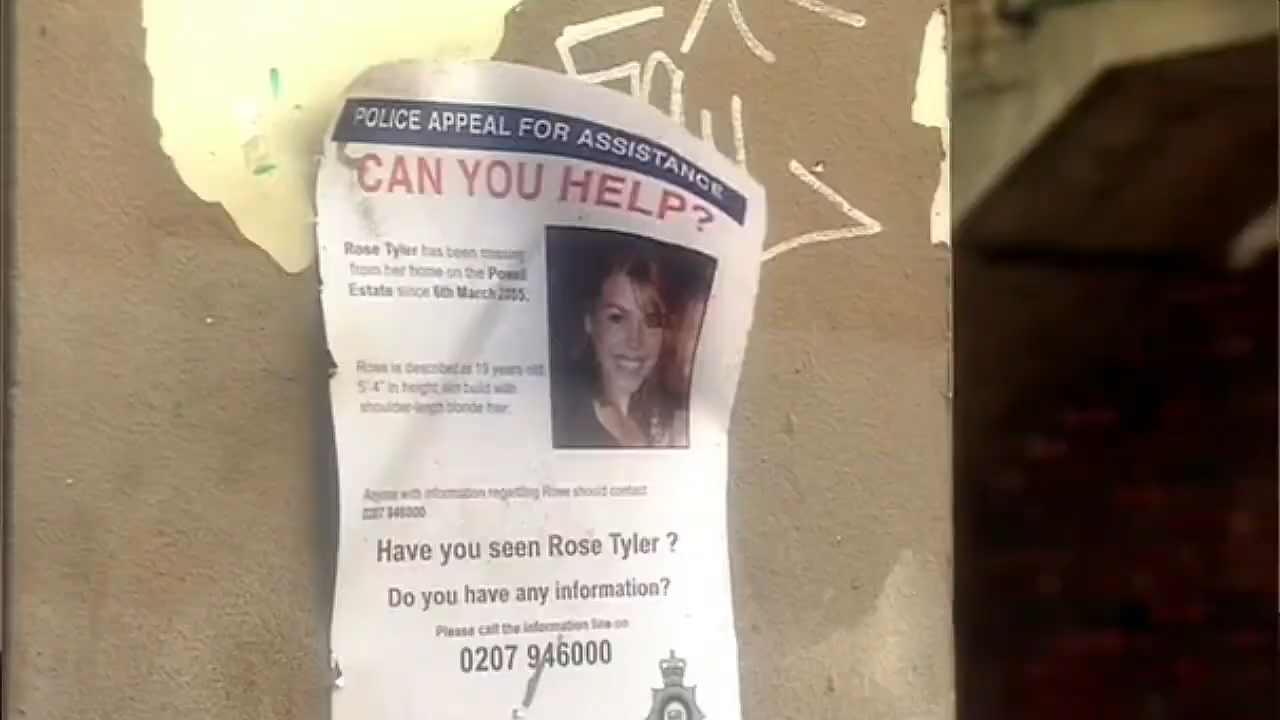 POLICE APPEAL FOR ASSISTANCE
CAN YOU HELP?
Rose Tyler has been missing
from her home on the Powell
Estate since 6th March 2005.
Rose is described as 19 years old,
5' 4" in height, slim build with
shoulder-length blonde hair.
Anyone with information regarding Rose should contact
0207 946000
Have you seen Rose Tyler ?
Do you have any information?
Please call the information line on
0207 946000